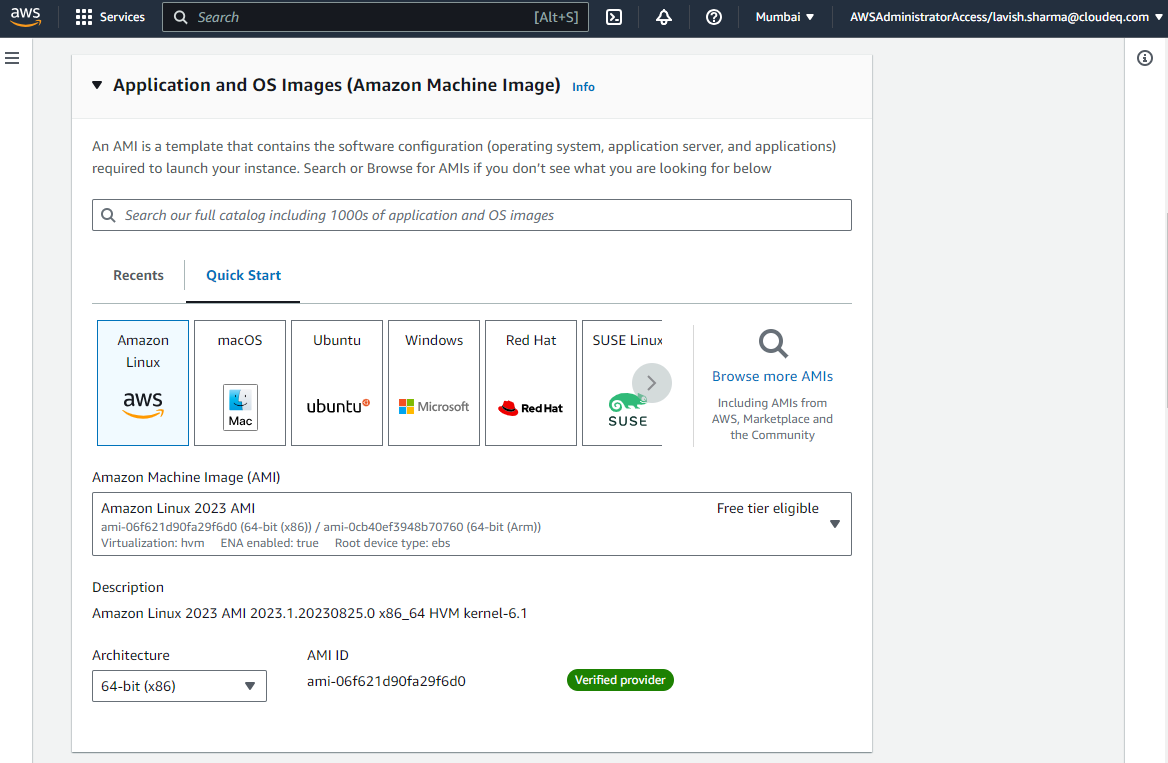 aws Services Search [Alt+S] Mumbai AWSAdministratorAccess/lavish.sharma@cloudeq.com
Application and OS Images (Amazon Machine Image) Info
An AMI is a template that contains the software configuration (operating system, application server, and applications)
required to launch your instance. Search or Browse for AMIs if you don't see what you are looking for below
Search our full catalog including 1000s of application and OS images
Recents Quick Start
Amazon
Linux
aws
macOS
Mac
Ubuntu
ubuntu
Windows
Microsoft
Red Hat
Red Hat
SUSE Linux
SUSE
Browse more AMIs
Including AMIs from
AWS, Marketplace and
the Community
Amazon Machine Image (AMI)
Amazon Linux 2023 AMI Free tier eligible
ami-06f621d90fa29f6d0 (64-bit (x86)) / ami-0cb40ef3948b70760 (64-bit (Arm))
Virtualization: hvm ENA enabled: true Root device type: ebs
Description
Amazon Linux 2023 AMI 2023.1.20230825.0 x86_64 HVM kernel-6.1
Architecture AMI ID
64-bit (x86) ami-06f621d90fa29f6d0 Verified provider